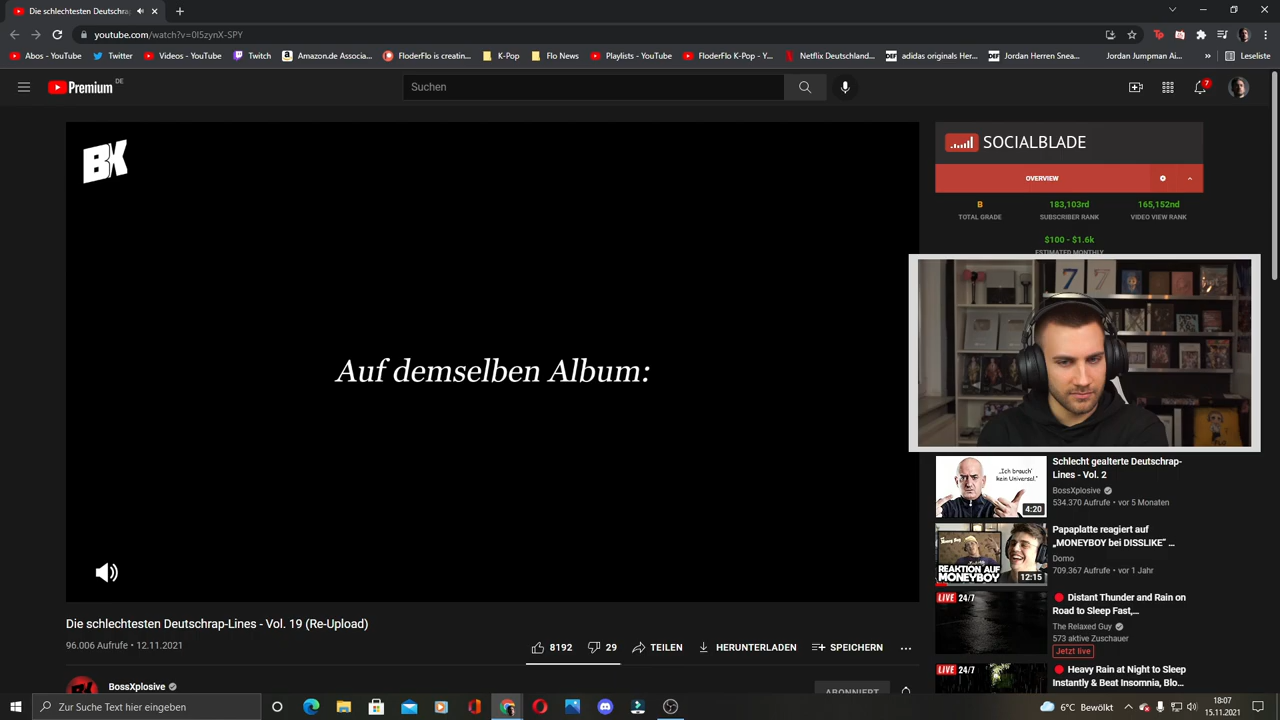 Die schlechtesten Deutschrap
youtube.com/watch?v=0I5zynX-SPY
Abos - YouTube
Twitter
Videos - YouTube
Twitch
Amazon.de Associa...
FloderFlo is creatin...
K-Pop
Flo News
Playlists - YouTube
FloderFlo K-Pop - Y...
Netflix Deutschland...
adidas originals Her...
Jordan Herren Snea...
Jordan Jumpman Ai...
»
Leseliste
Premium DE
Suchen
7
BK
Auf demselben Album:
SOCIALBLADE
OVERVIEW
B
183,103rd
165,152nd
TOTAL GRADE
SUBSCRIBER RANK
VIDEO VIEW RANK
$100 - $1.6k
ESTIMATED MONTHLY
7 7
„Ich brauch' kein Universal."
4:20
Schlecht gealterte Deutschrap-
Lines - Vol. 2
BossXplosive
534.370 Aufrufe • vor 5 Monaten
REAKTION AUF
MONEYBOY
12:15
Papaplatte reagiert auf
„MONEYBOY bei DISSLIKE" ...
Domo
709.367 Aufrufe • vor 1 Jahr
LIVE 24/7
Distant Thunder and Rain on
Road to Sleep Fast,...
The Relaxed Guy
573 aktive Zuschauer
Jetzt live
LIVE 24/7
Heavy Rain at Night to Sleep
Instantly & Beat Insomnia, Blo...
Die schlechtesten Deutschrap-Lines - Vol. 19 (Re-Upload)
96.006 Aufrufe • 12.11.2021
8192
29
TEILEN
HERUNTERLADEN
SPEICHERN
BossXplosive
ABONNIERT
Zur Suche Text hier eingeben
6°C Bewölkt
18:07
15.11.2021